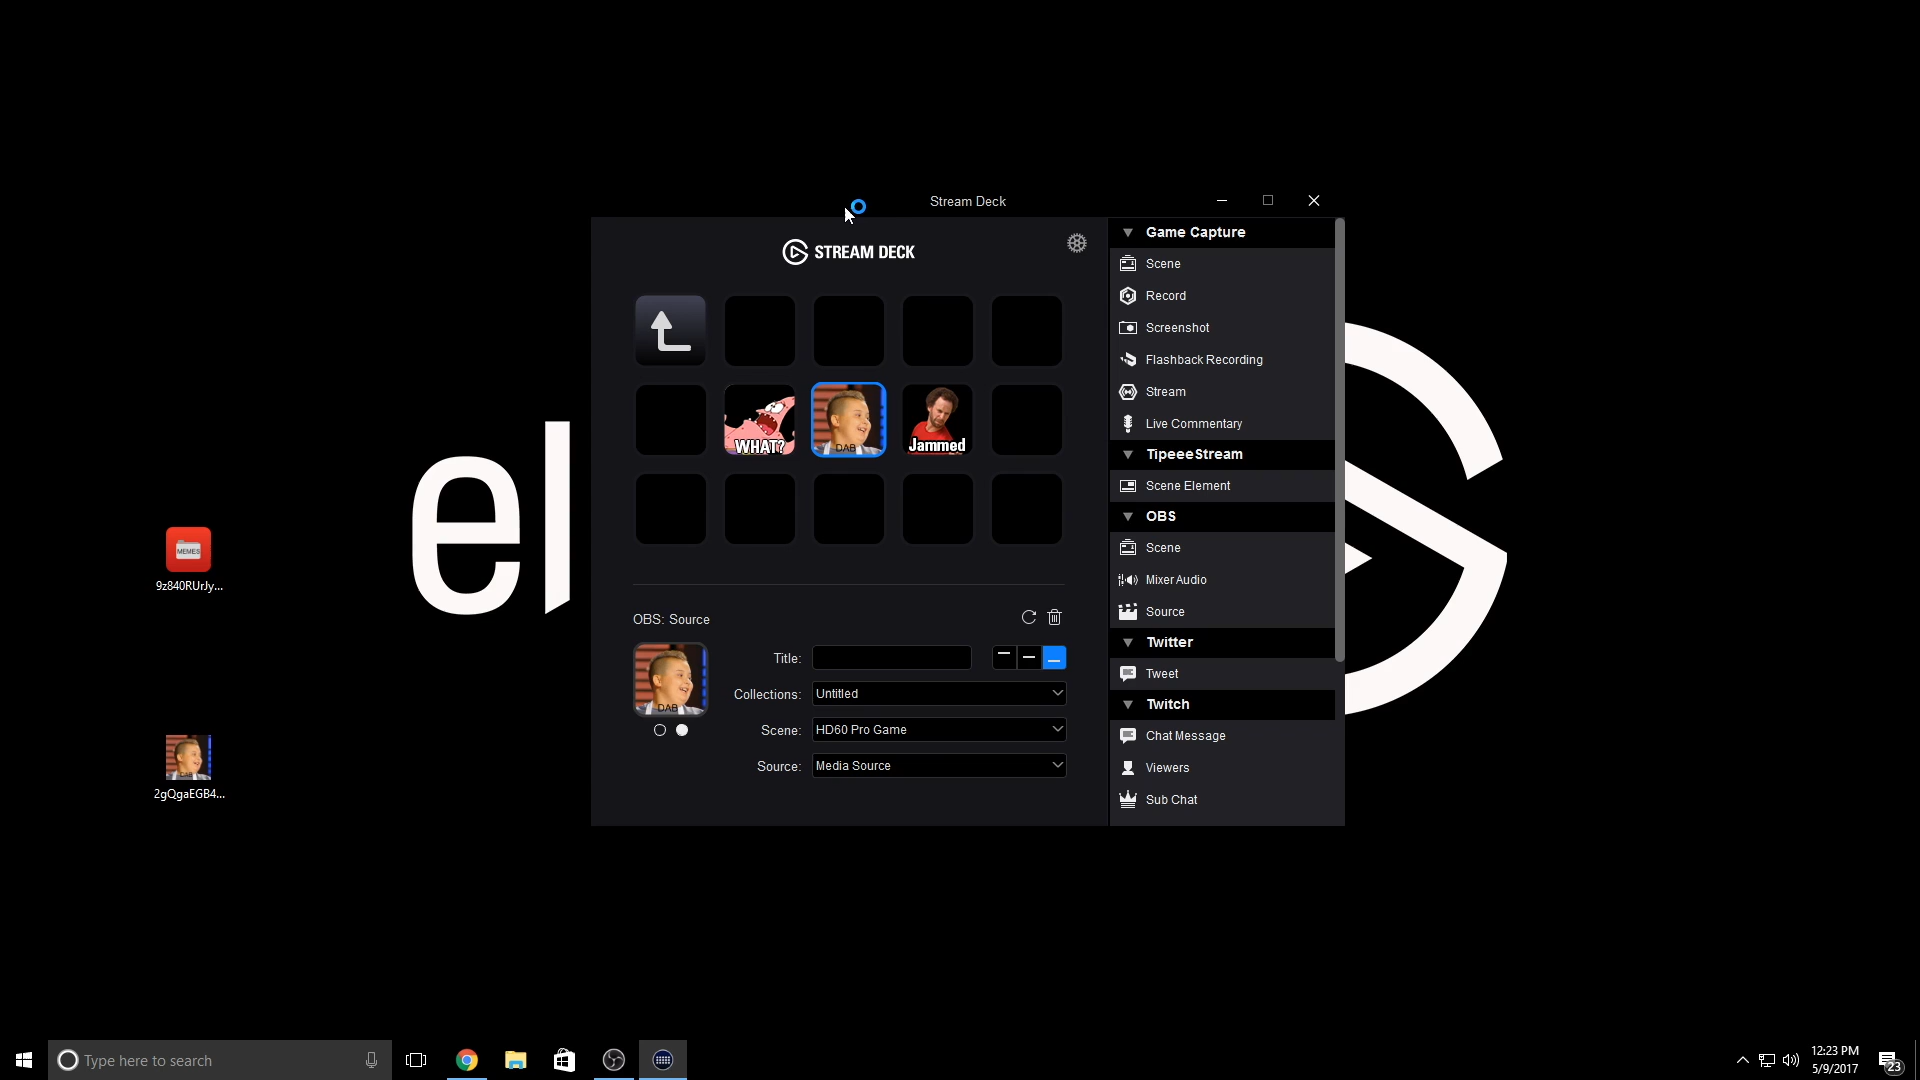 Stream Deck
STREAM DECK
WHAT?
DAB
Jammed
OBS: Source
DAB
Title:
Collections: Untitled
Scene: HD60 Pro Game
Source: Media Source
Game Capture
Scene
Record
Screenshot
Flashback Recording
Stream
Live Commentary
TipeeeStream
Scene Element
OBS
Scene
Mixer Audio
Source
Twitter
Tweet
Twitch
Chat Message
Viewers
Sub Chat
el
MEMES
9z840RUrJy...
DAB
2gQgaEGB4...
Type here to search
12:23 PM
5/9/2017
23